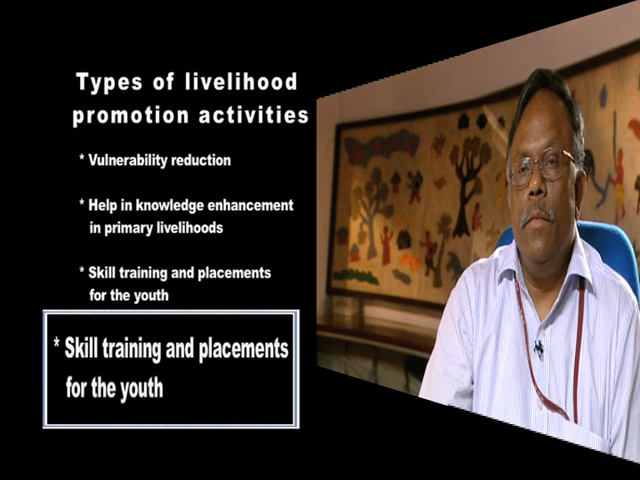 Types of livelihood
promotion activities
* Vulnerability reduction
* Help in knowledge enhancement
in primary livelihoods
* Skill training and placements
for the youth
* Skill training and placements
for the youth